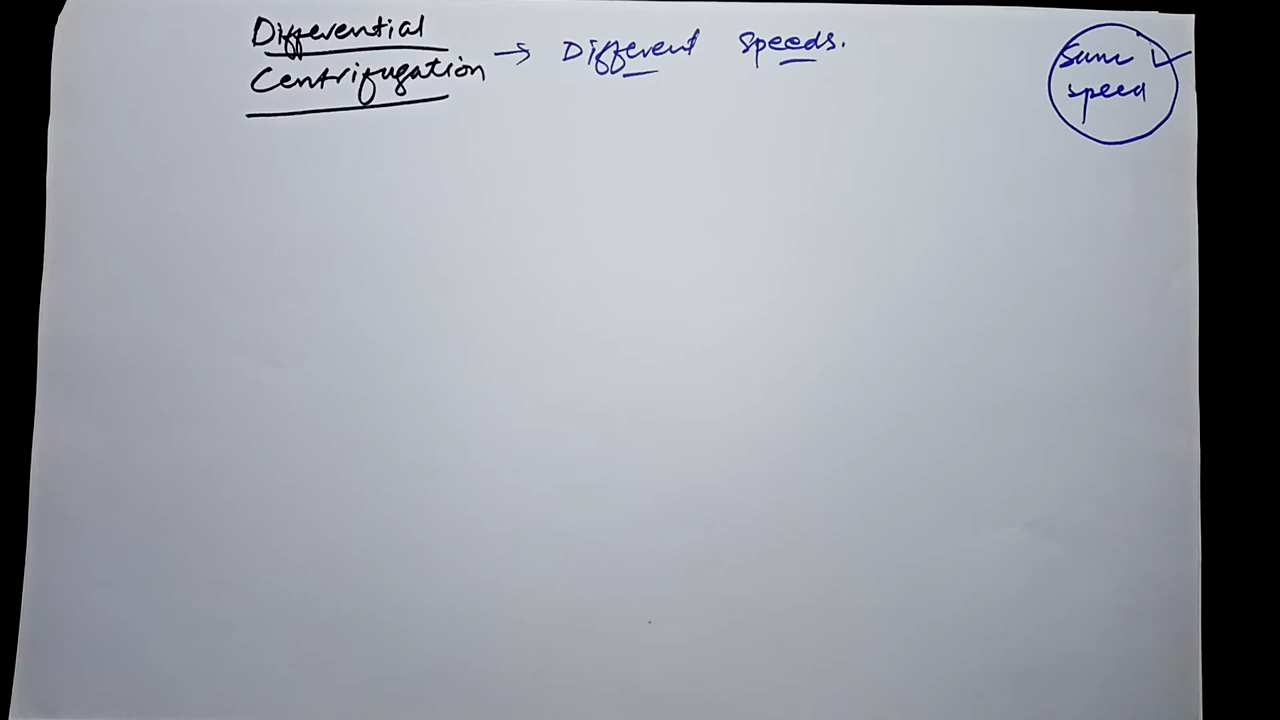 Differential
Centrifugation → Different speeds.
Same
speed